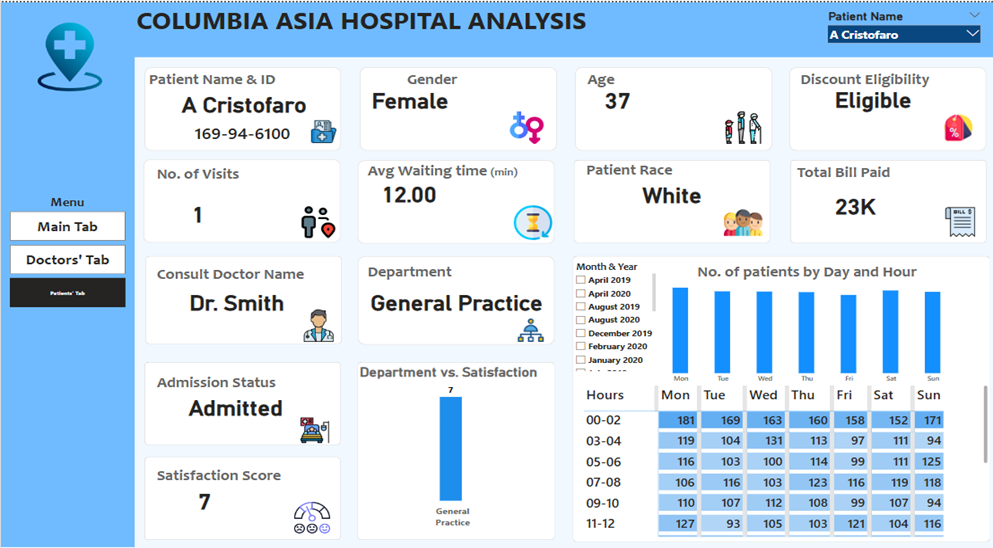 COLUMBIA ASIA HOSPITAL ANALYSIS
Patient Name
A Cristofaro
Patient Name & ID
A Cristofaro
169-94-6100
Gender
Female
Age
37
Discount Eligibility
Eligible
%
No. of Visits
1
Avg Waiting time (min)
12.00
Patient Race
White
Total Bill Paid
23K
BILL $
Menu
Main Tab
Doctors' Tab
Patients' Tab
Consult Doctor Name
Dr. Smith
Department
General Practice
Admission Status
Admitted
Satisfaction Score
7
Department vs. Satisfaction
7
General
Practice
Month & Year
April 2019
April 2020
August 2019
August 2020
December 2019
February 2020
January 2020
No. of patients by Day and Hour
Mon Tue Wed Thu Fri Sat Sun
Hours Mon Tue Wed Thu Fri Sat Sun
00-02 181 169 163 160 158 152 171
03-04 119 104 131 113 97 111 94
05-06 116 103 100 114 99 111 125
07-08 106 116 103 123 116 119 118
09-10 110 107 112 108 99 107 94
11-12 127 93 105 103 121 104 116